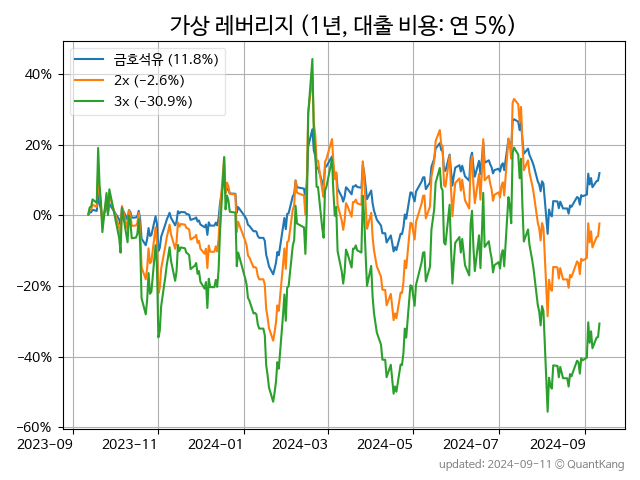 가상 레버리지 (1년, 대출 비용: 연 5%)
금호석유 (11.8%)
2x (−2.6%)
3x (−30.9%)
40%
20%
0%
−20%
−40%
−60%
2023-09 2023-11 2024-01 2024-03 2024-05 2024-07 2024-09
updated: 2024-09-11 © QuantKang